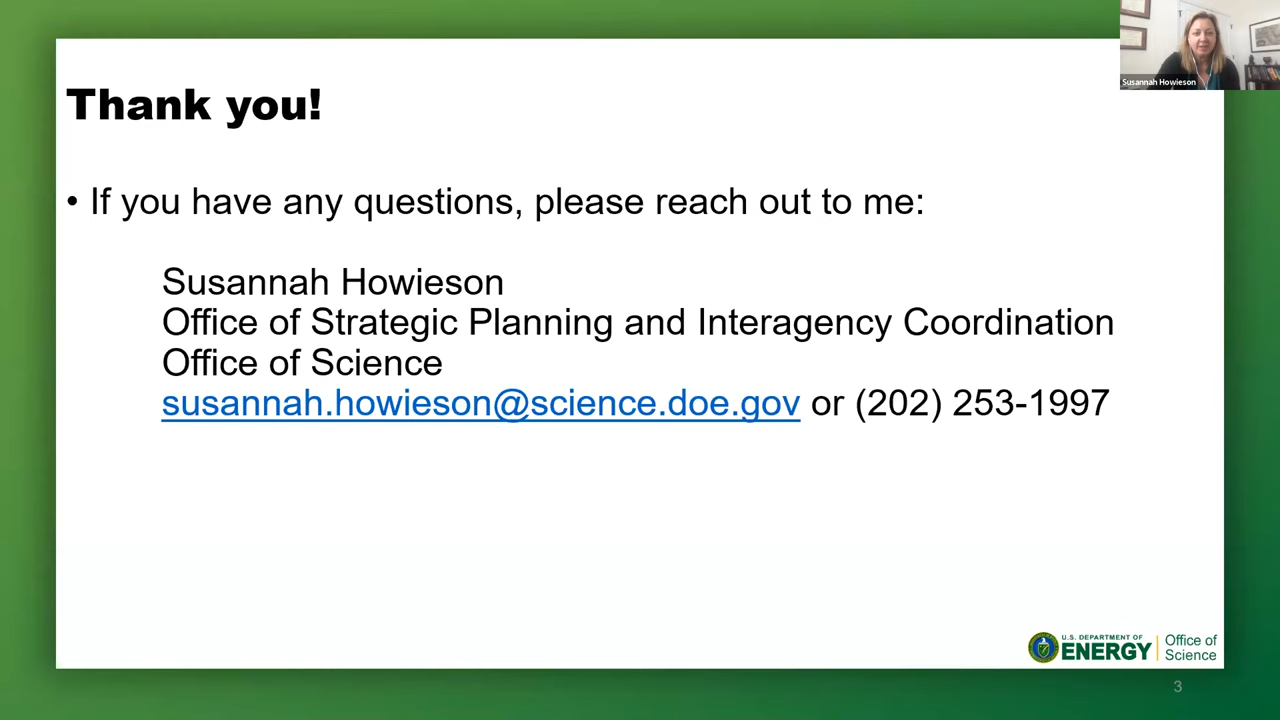 Susannah Howieson
Thank you!
• If you have any questions, please reach out to me:
Susannah Howieson
Office of Strategic Planning and Interagency Coordination
Office of Science
susannah.howieson@science.doe.gov or (202) 253-1997
U.S. DEPARTMENT OF
ENERGY
Office of
Science
3